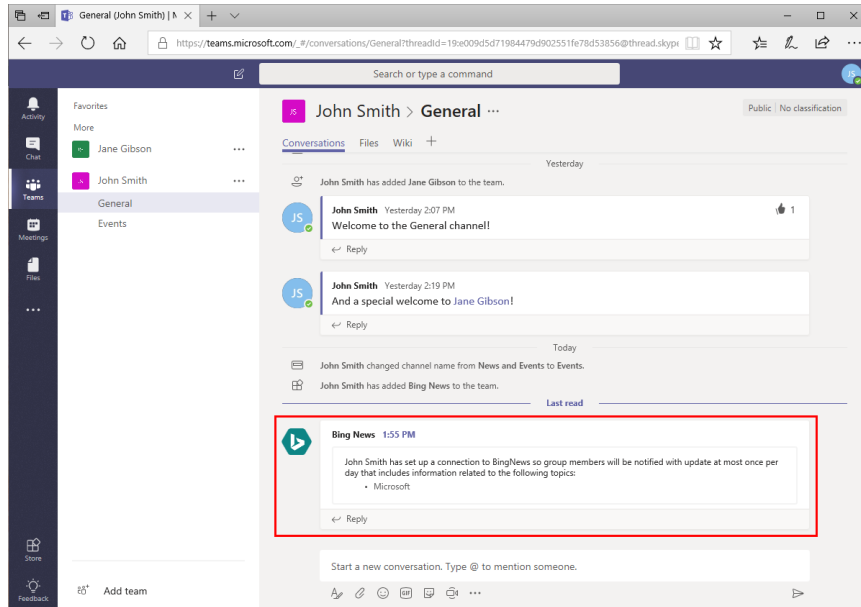 General (John Smith) | M
https://teams.microsoft.com/_#/conversations/General?threadId=19:e009d5d71984479d902551fe78d53856@thread.skype
Search or type a command
JS
Activity
Chat
Teams
Meetings
Files
Store
Feedback
Favorites
More
Jane Gibson
John Smith
General
Events
Add team
JS
John Smith > General
Public | No classification
Conversations Files Wiki
Yesterday
John Smith has added Jane Gibson to the team.
JS
John Smith Yesterday 2:07 PM
1
Welcome to the General channel!
Reply
JS
John Smith Yesterday 2:19 PM
And a special welcome to Jane Gibson!
Reply
Today
John Smith changed channel name from News and Events to Events.
John Smith has added Bing News to the team.
Last read
Bing News 1:55 PM
John Smith has set up a connection to BingNews so group members will be notified with update at most once per
day that includes information related to the following topics:
• Microsoft
Reply
Start a new conversation. Type @ to mention someone.
GIF